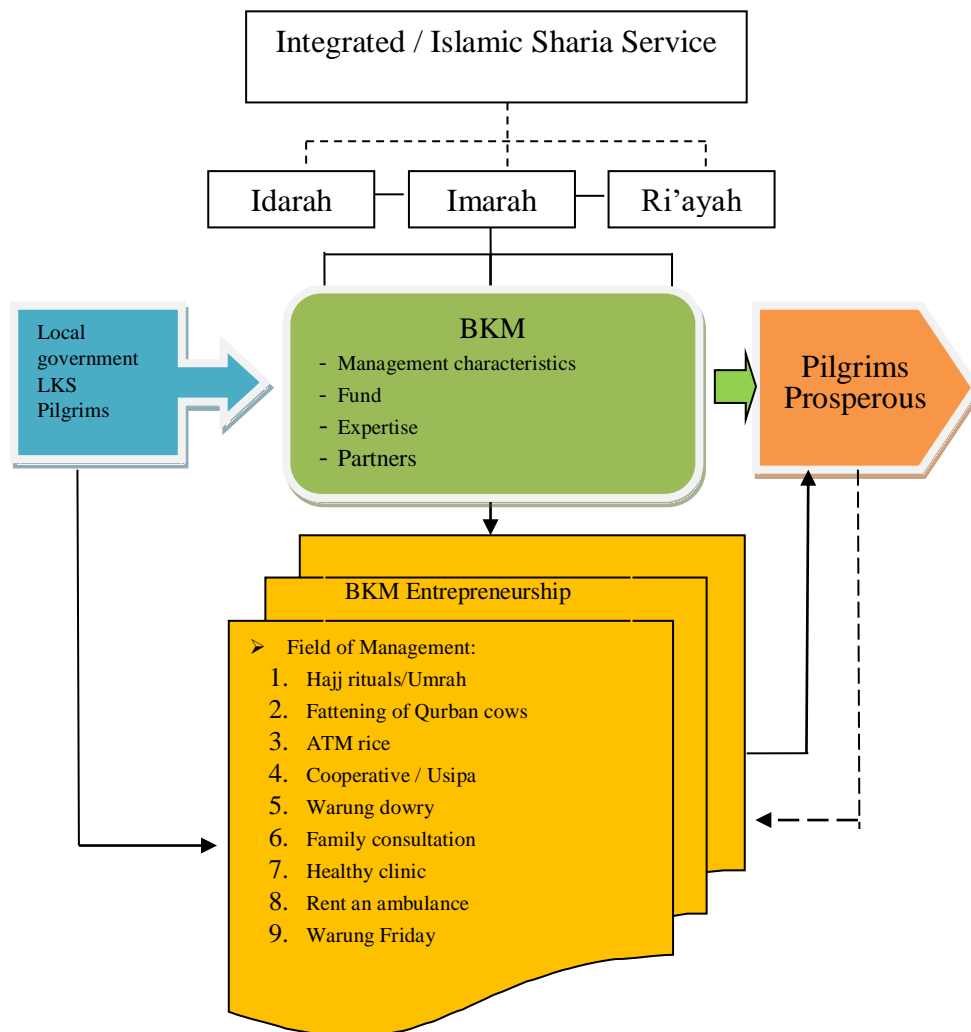 Integrated / Islamic Sharia Service
Idarah
Imarah
Ri’ayah
Local
government
LKS
Pilgrims
BKM
- Management characteristics
- Fund
- Expertise
- Partners
Pilgrims
Prosperous
BKM Entrepreneurship
➢ Field of Management:
1. Hajj rituals/Umrah
2. Fattening of Qurban cows
3. ATM rice
4. Cooperative / Usipa
5. Warung dowry
6. Family consultation
7. Healthy clinic
8. Rent an ambulance
9. Warung Friday